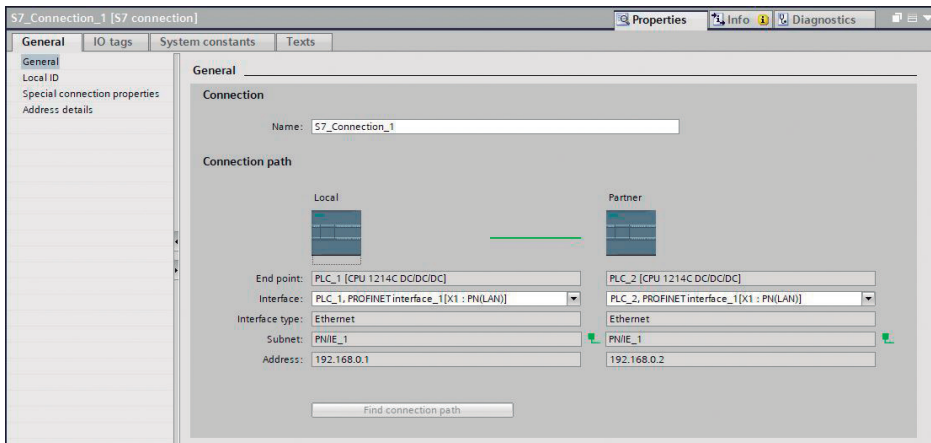 S7_Connection_1 [S7 connection]
Properties
Info
Diagnostics
General
IO tags
System constants
Texts
General
Local ID
Special connection properties
Address details
General
Connection
Name: S7_Connection_1
Connection path
Local Partner
End point: PLC_1 [CPU 1214C DC/DC/DC] PLC_2 [CPU 1214C DC/DC/DC]
Interface: PLC_1, PROFINET interface_1[X1 : PN(LAN)] PLC_2, PROFINET interface_1[X1 : PN(LAN)]
Interface type: Ethernet Ethernet
Subnet: PN/IE_1 PN/IE_1
Address: 192.168.0.1 192.168.0.2
Find connection path